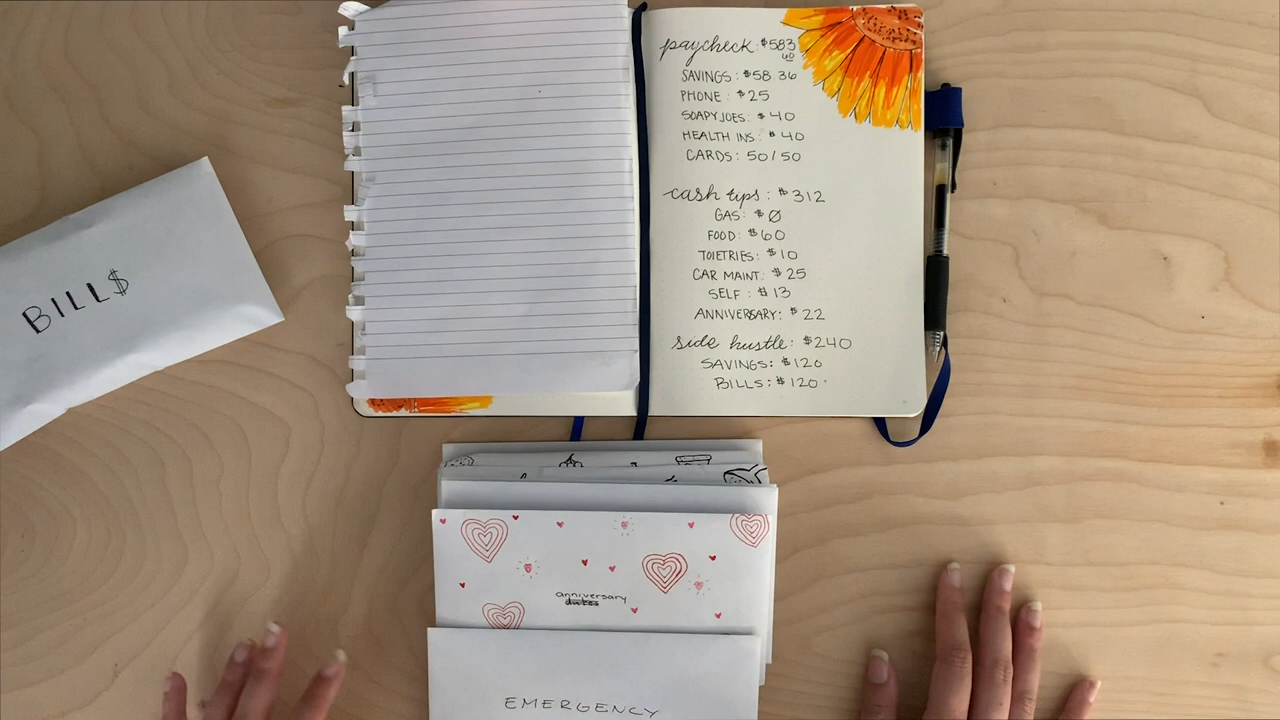 paycheck: $583
60
SAVINGS: $58.36
PHONE: $25
SOAPY JOES: $40
HEALTH INS: $40
CARDS: 50/50
cash tips: $312
GAS: $0
FOOD: $60
TOIETRIES: $10
CAR MAINT: $25
SELF: $13
ANNIVERSARY: $22
side hustle: $240
SAVINGS: $120
BILLS: $120
BILL$
anniversary
dates
EMERGENCY